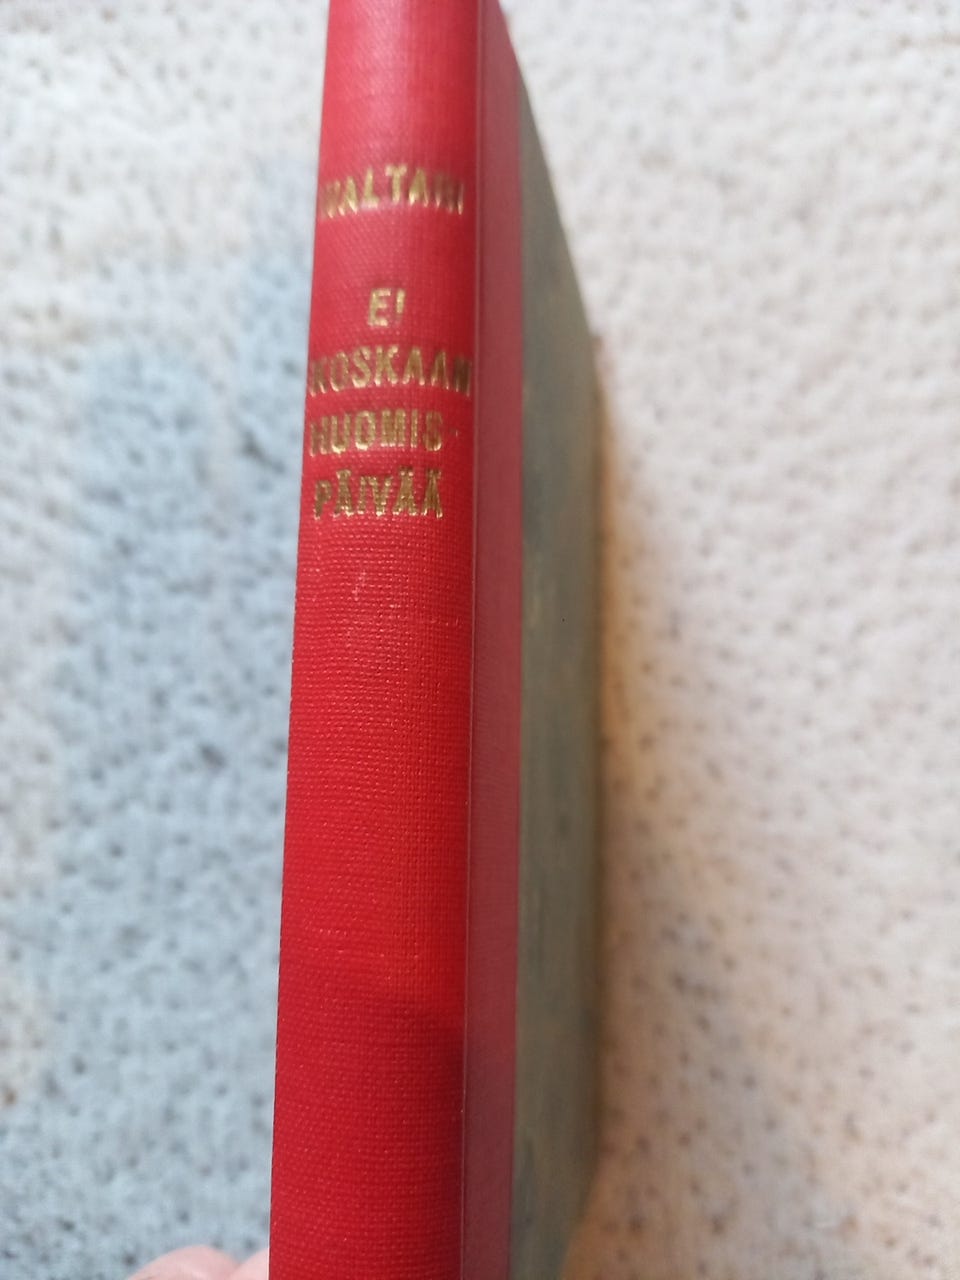 WALTARI
EI
KOSKAAN
HUOMIS-
PÄIVÄÄ